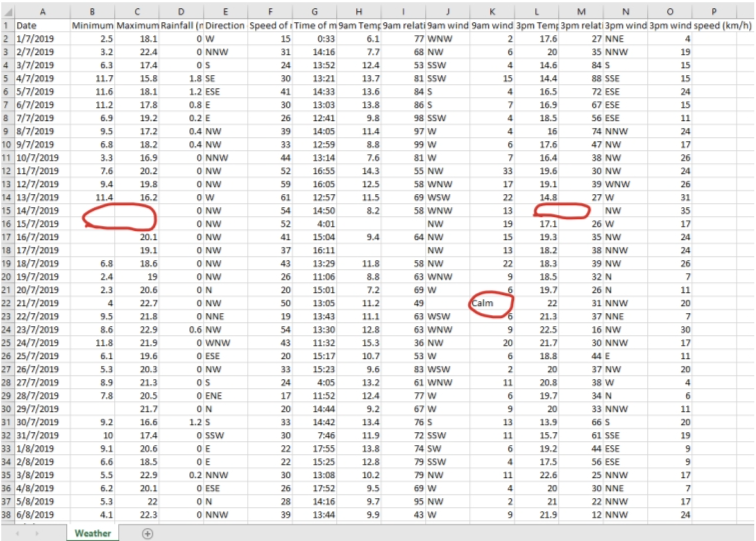 A B C D E F G H I J K L M N O P
1 Date Minimum Maximum Rainfall (r Direction Speed of Time of m 9am Temp 9am relati 9am wind 9am wind 3pm Temp 3pm relati 3pm wind 3pm wind speed (km/h)
2 1/7/2019 2.5 18.1 0 W 15 0:33 6.1 77 WNW 2 17.6 27 NNE 4
3 2/7/2019 3.2 22.4 0 NNW 31 14:16 7.7 68 NW 6 20 35 NNW 19
4 3/7/2019 6.3 17.4 0 S 24 13:52 12.4 53 SSW 4 14.6 84 S 15
5 4/7/2019 11.7 15.8 1.8 SE 30 13:21 13.7 81 SSW 15 14.4 88 SSE 15
6 5/7/2019 11.6 18.1 1.2 ESE 41 14:33 13.6 84 S 4 16.5 72 ESE 24
7 6/7/2019 11.2 17.8 0.8 E 30 13:03 13.8 86 S 7 16.9 67 ESE 15
8 7/7/2019 6.9 19.2 0.2 E 26 12:41 9.8 98 SSW 4 18.5 56 ESE 11
9 8/7/2019 9.5 17.2 0.4 NW 39 14:05 11.4 97 W 4 16 74 NNW 24
10 9/7/2019 6.8 18.2 0.4 NW 33 12:59 8.8 99 W 6 17.6 47 NW 17
11 10/7/2019 3.3 16.9 0 NNW 44 13:14 7.6 81 W 7 16.4 38 NW 26
12 11/7/2019 7.6 20.2 0 NW 52 16:55 14.3 55 NW 33 19.6 30 NW 24
13 12/7/2019 9.4 19.8 0 NW 59 16:05 12.5 58 WNW 17 19.1 39 WNW 26
14 13/7/2019 11.4 16.2 0 W 61 12:57 11.5 69 WSW 22 14.8 27 W 31
15 14/7/2019 0 NW 54 14:50 8.2 58 WNW 13 NW 35
16 15/7/2019 0 NW 52 4:01 NW 19 17.1 26 W 17
17 16/7/2019 20.1 0 NW 41 15:04 9.4 64 NW 15 19.3 35 NW 24
18 17/7/2019 19.1 0 NW 37 16:11 NW 13 18.2 38 NNW 24
19 18/7/2019 6.8 18.6 0 NW 43 13:29 11.8 58 NW 22 18.3 39 NW 26
20 19/7/2019 2.4 19 0 NW 26 11:06 8.8 63 WNW 9 18.5 32 N 7
21 20/7/2019 2.3 20.6 0 N 20 15:01 7.2 69 W 6 19.7 26 N 11
22 21/7/2019 4 22.7 0 NW 50 13:05 11.2 49 Calm 22 31 NNW 20
23 22/7/2019 9.5 21.8 0 NNE 19 13:43 11.1 63 WSW 6 21.3 37 NNE 7
24 23/7/2019 8.6 22.9 0.6 NW 54 13:30 12.8 63 WNW 9 22.5 16 NW 30
25 24/7/2019 11.8 21.9 0 WNW 43 11:32 15.3 36 NW 20 21.7 30 NNW 17
26 25/7/2019 6.1 19.6 0 ESE 20 15:17 10.7 53 W 6 18.8 44 E 11
27 26/7/2019 5.3 20.3 0 NW 33 15:23 9.6 83 WSW 2 20 37 NW 20
28 27/7/2019 8.9 21.3 0 S 24 4:05 13.2 61 WNW 11 20.8 38 W 4
29 28/7/2019 7.8 20.5 0 ENE 17 11:52 12.4 77 W 6 19.7 34 N 6
30 29/7/2019 21.7 0 N 20 14:44 9.2 67 W 9 20 33 NNW 11
31 30/7/2019 9.2 16.6 1.2 S 33 14:42 13.4 76 S 13 13.9 66 S 20
32 31/7/2019 10 17.4 0 SSW 30 7:46 11.9 72 SSW 11 15.7 61 SSE 19
33 1/8/2019 9.1 20.6 0 E 22 17:55 13.8 74 SW 6 19.2 44 ESE 9
34 2/8/2019 6.6 18.5 0 E 22 15:25 12.8 79 SSW 4 17.5 56 ESE 9
35 3/8/2019 5.5 22.9 0.2 NNW 30 13:08 10.2 79 NW 11 22.6 25 NNW 17
36 4/8/2019 6.2 20.1 0 ESE 26 17:52 9.5 69 W 4 20 30 NNE 7
37 5/8/2019 5.3 22 0 N 28 14:16 9.7 95 NW 2 21 22 NNW 17
38 6/8/2019 4.1 22.3 0 NNW 39 13:44 9.9 43 W 9 21.9 12 NNW 24
Weather